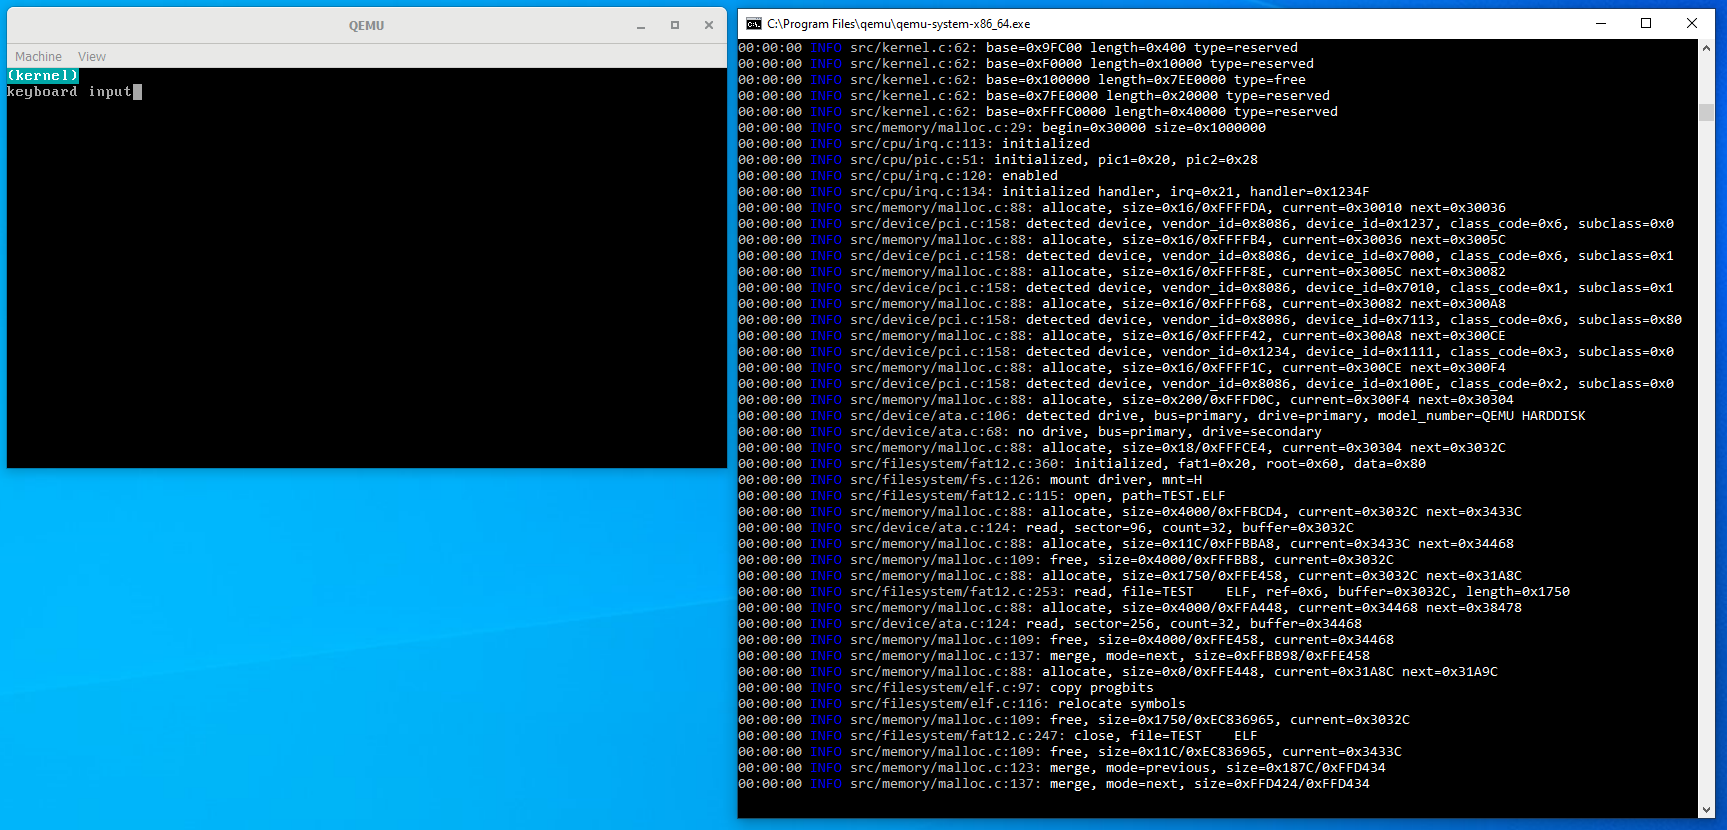 QEMU
Machine View
(kernel)
keyboard input
C:\Program Files\qemu\qemu-system-x86_64.exe
00:00:00 INFO src/kernel.c:62: base=0x9FC00 length=0x400 type=reserved
00:00:00 INFO src/kernel.c:62: base=0xF0000 length=0x10000 type=reserved
00:00:00 INFO src/kernel.c:62: base=0x100000 length=0x7EE0000 type=free
00:00:00 INFO src/kernel.c:62: base=0x7FE0000 length=0x20000 type=reserved
00:00:00 INFO src/kernel.c:62: base=0xFFFC0000 length=0x40000 type=reserved
00:00:00 INFO src/memory/malloc.c:29: begin=0x30000 size=0x1000000
00:00:00 INFO src/cpu/irq.c:113: initialized
00:00:00 INFO src/cpu/pic.c:51: initialized, pic1=0x20, pic2=0x28
00:00:00 INFO src/cpu/irq.c:120: enabled
00:00:00 INFO src/cpu/irq.c:134: initialized handler, irq=0x21, handler=0x1234F
00:00:00 INFO src/memory/malloc.c:88: allocate, size=0x16/0xFFFFDA, current=0x30010 next=0x30036
00:00:00 INFO src/device/pci.c:158: detected device, vendor_id=0x8086, device_id=0x1237, class_code=0x6, subclass=0x0
00:00:00 INFO src/memory/malloc.c:88: allocate, size=0x16/0xFFFFB4, current=0x30036 next=0x3005C
00:00:00 INFO src/device/pci.c:158: detected device, vendor_id=0x8086, device_id=0x7000, class_code=0x6, subclass=0x1
00:00:00 INFO src/memory/malloc.c:88: allocate, size=0x16/0xFFFF8E, current=0x3005C next=0x30082
00:00:00 INFO src/device/pci.c:158: detected device, vendor_id=0x8086, device_id=0x7010, class_code=0x1, subclass=0x1
00:00:00 INFO src/memory/malloc.c:88: allocate, size=0x16/0xFFFF68, current=0x30082 next=0x300A8
00:00:00 INFO src/device/pci.c:158: detected device, vendor_id=0x8086, device_id=0x7113, class_code=0x6, subclass=0x80
00:00:00 INFO src/memory/malloc.c:88: allocate, size=0x16/0xFFFF42, current=0x300A8 next=0x300CE
00:00:00 INFO src/device/pci.c:158: detected device, vendor_id=0x1234, device_id=0x1111, class_code=0x3, subclass=0x0
00:00:00 INFO src/memory/malloc.c:88: allocate, size=0x16/0xFFFF1C, current=0x300CE next=0x300F4
00:00:00 INFO src/device/pci.c:158: detected device, vendor_id=0x8086, device_id=0x100E, class_code=0x2, subclass=0x0
00:00:00 INFO src/memory/malloc.c:88: allocate, size=0x200/0xFFFD0C, current=0x300F4 next=0x30304
00:00:00 INFO src/device/ata.c:106: detected drive, bus=primary, drive=primary, model_number=QEMU HARDDISK
00:00:00 INFO src/device/ata.c:68: no drive, bus=primary, drive=secondary
00:00:00 INFO src/memory/malloc.c:88: allocate, size=0x18/0xFFFCE4, current=0x30304 next=0x3032C
00:00:00 INFO src/filesystem/fat12.c:360: initialized, fat1=0x20, root=0x60, data=0x80
00:00:00 INFO src/filesystem/fs.c:126: mount driver, mnt=H
00:00:00 INFO src/filesystem/fat12.c:115: open, path=TEST.ELF
00:00:00 INFO src/memory/malloc.c:88: allocate, size=0x4000/0xFFBCD4, current=0x3032C next=0x3433C
00:00:00 INFO src/device/ata.c:124: read, sector=96, count=32, buffer=0x3032C
00:00:00 INFO src/memory/malloc.c:88: allocate, size=0x11C/0xFFBBA8, current=0x3433C next=0x34468
00:00:00 INFO src/memory/malloc.c:109: free, size=0x4000/0xFFFBB8, current=0x3032C
00:00:00 INFO src/memory/malloc.c:88: allocate, size=0x1750/0xFFE458, current=0x3032C next=0x31A8C
00:00:00 INFO src/filesystem/fat12.c:253: read, file=TEST    ELF, ref=0x6, buffer=0x3032C, length=0x1750
00:00:00 INFO src/memory/malloc.c:88: allocate, size=0x4000/0xFFA448, current=0x34468 next=0x38478
00:00:00 INFO src/device/ata.c:124: read, sector=256, count=32, buffer=0x34468
00:00:00 INFO src/memory/malloc.c:109: free, size=0x4000/0xFFE458, current=0x34468
00:00:00 INFO src/memory/malloc.c:137: merge, mode=next, size=0xFFBB98/0xFFE458
00:00:00 INFO src/memory/malloc.c:88: allocate, size=0x0/0xFFE448, current=0x31A8C next=0x31A9C
00:00:00 INFO src/filesystem/elf.c:97: copy progbits
00:00:00 INFO src/filesystem/elf.c:116: relocate symbols
00:00:00 INFO src/memory/malloc.c:109: free, size=0x1750/0xEC836965, current=0x3032C
00:00:00 INFO src/filesystem/fat12.c:247: close, file=TEST    ELF
00:00:00 INFO src/memory/malloc.c:109: free, size=0x11C/0xEC836965, current=0x3433C
00:00:00 INFO src/memory/malloc.c:123: merge, mode=previous, size=0x187C/0xFFD434
00:00:00 INFO src/memory/malloc.c:137: merge, mode=next, size=0xFFD424/0xFFD434